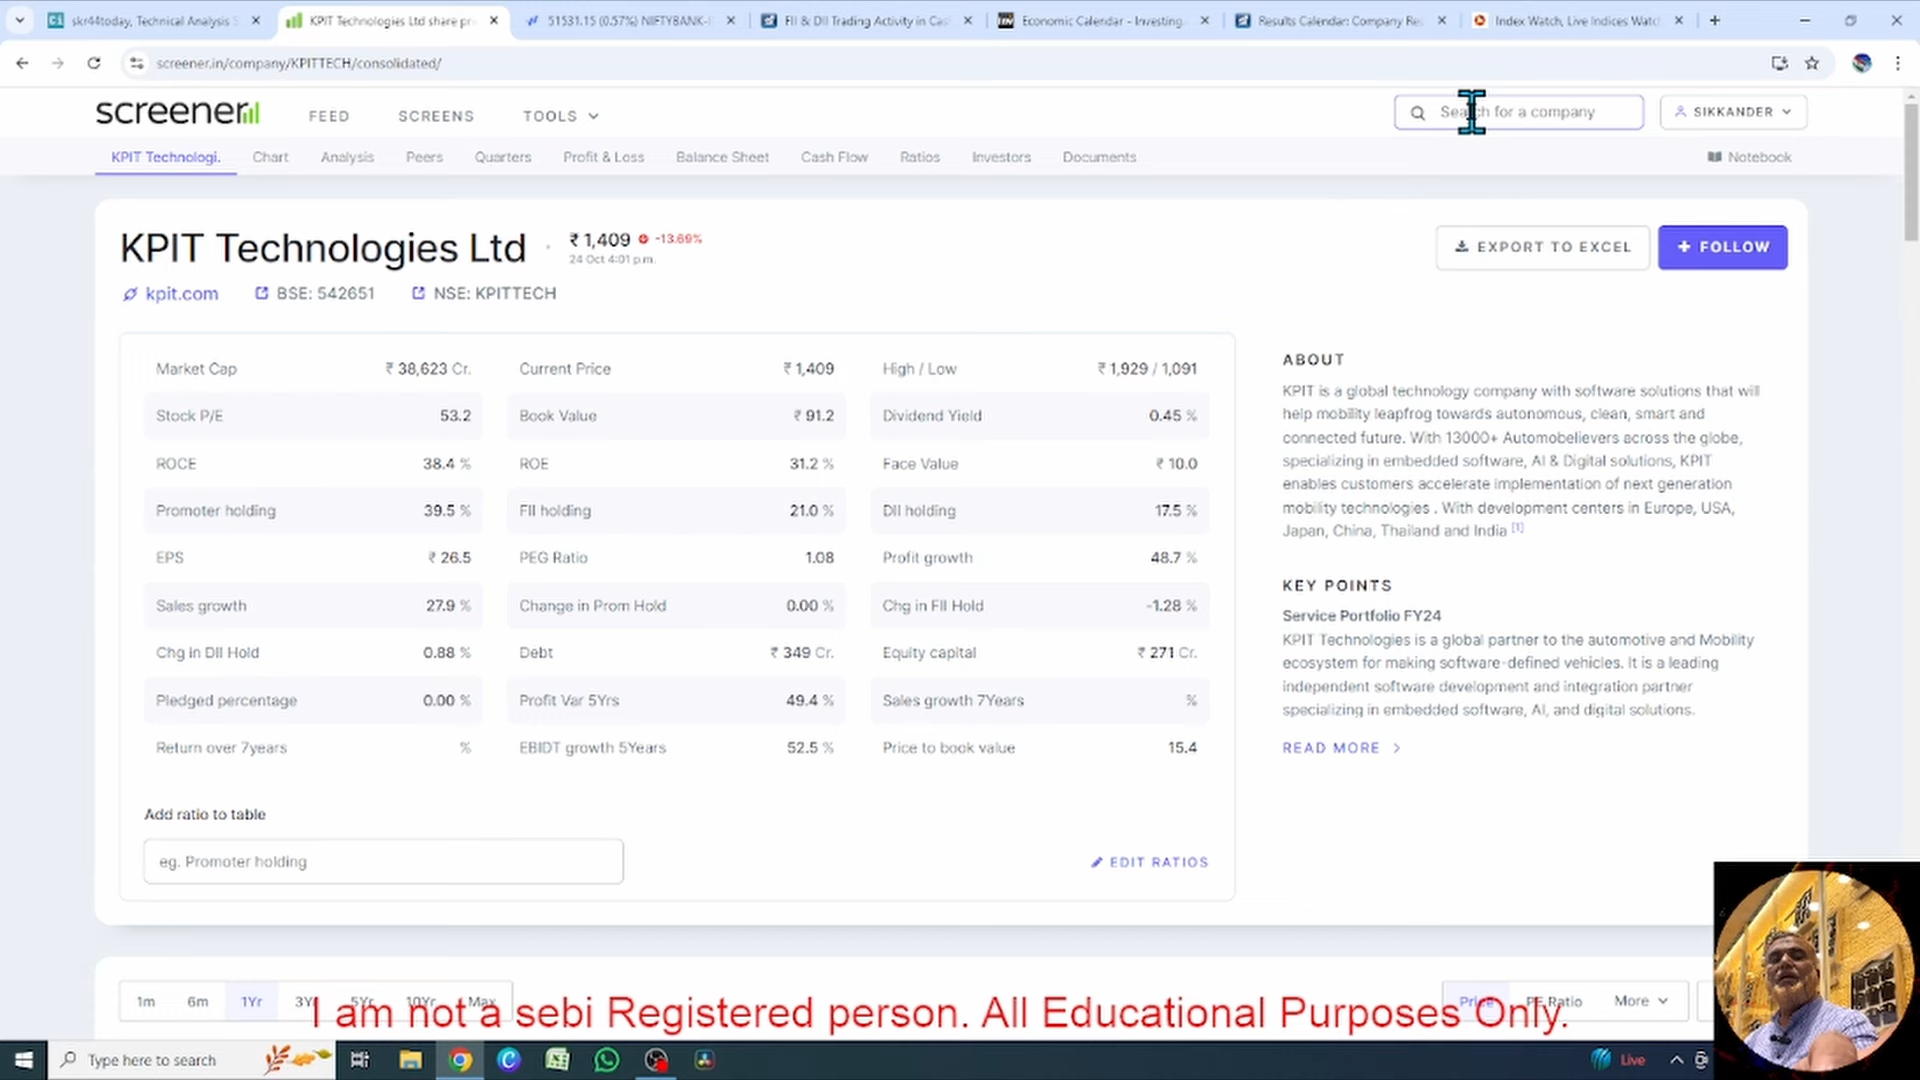 skr44today, Technical Analysis S
KPIT Technologies Ltd share pri
51531.15 (0.57%) NIFTYBANK-
FII & DII Trading Activity in Cas
Economic Calendar - Investing.
Results Calendar: Company Res
Index Watch, Live Indices Watc
screener.in/company/KPITTECH/consolidated/
screener
FEED
SCREENS
TOOLS
Search for a company
SIKKANDER
KPIT Technologi.
Chart
Analysis
Peers
Quarters
Profit & Loss
Balance Sheet
Cash Flow
Ratios
Investors
Documents
Notebook
KPIT Technologies Ltd
₹ 1,409 -13.69%
24 Oct 4:01 p.m.
EXPORT TO EXCEL
+ FOLLOW
kpit.com
BSE: 542651
NSE: KPITTECH
Market Cap ₹ 38,623 Cr.
Current Price ₹ 1,409
High / Low ₹ 1,929 / 1,091
Stock P/E 53.2
Book Value ₹ 91.2
Dividend Yield 0.45 %
ROCE 38.4 %
ROE 31.2 %
Face Value ₹ 10.0
Promoter holding 39.5 %
FII holding 21.0 %
DII holding 17.5 %
EPS ₹ 26.5
PEG Ratio 1.08
Profit growth 48.7 %
Sales growth 27.9 %
Change in Prom Hold 0.00 %
Chg in FII Hold -1.28 %
Chg in DII Hold 0.88 %
Debt ₹ 349 Cr.
Equity capital ₹ 271 Cr.
Pledged percentage 0.00 %
Profit Var 5Yrs 49.4 %
Sales growth 7Years %
Return over 7years %
EBIDT growth 5Years 52.5 %
Price to book value 15.4
Add ratio to table
eg. Promoter holding
EDIT RATIOS
ABOUT
KPIT is a global technology company with software solutions that will
help mobility leapfrog towards autonomous, clean, smart and
connected future. With 13000+ Automobelievers across the globe,
specializing in embedded software, AI & Digital solutions, KPIT
enables customers accelerate implementation of next generation
mobility technologies . With development centers in Europe, USA,
Japan, China, Thailand and India [1]
KEY POINTS
Service Portfolio FY24
KPIT Technologies is a global partner to the automotive and Mobility
ecosystem for making software-defined vehicles. It is a leading
independent software development and integration partner
specializing in embedded software, AI, and digital solutions.
READ MORE
1m 6m 1Yr 3Yr 5Yr 10Yr Max
Price PE Ratio More
I am not a sebi Registered person. All Educational Purposes Only.
Type here to search
Live